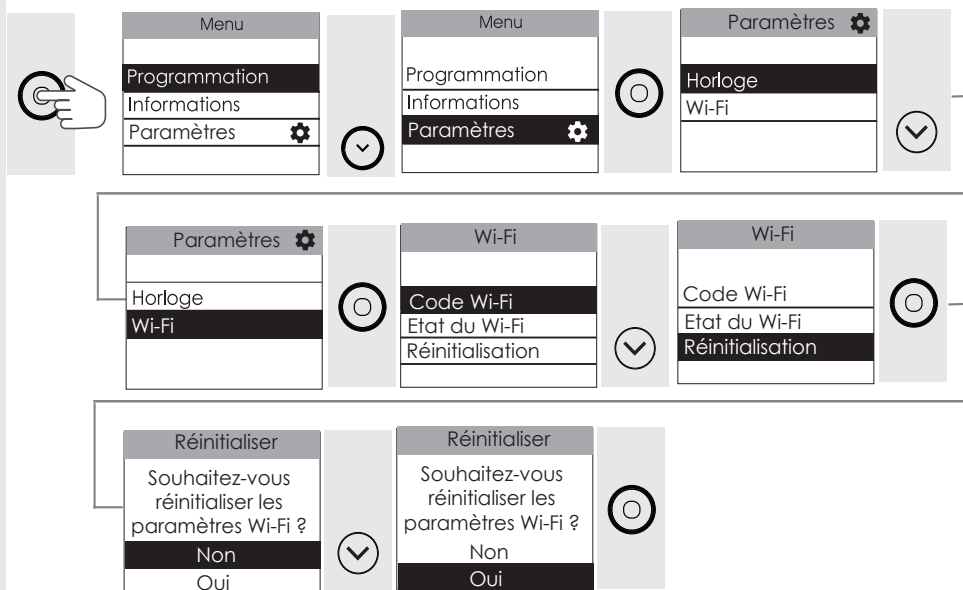 Menu
Programmation
Informations
Paramètres
Menu
Programmation
Informations
Paramètres
Paramètres
Horloge
Wi-Fi
Paramètres
Horloge
Wi-Fi
Wi-Fi
Code Wi-Fi
Etat du Wi-Fi
Réinitialisation
Wi-Fi
Code Wi-Fi
Etat du Wi-Fi
Réinitialisation
Réinitialiser
Souhaitez-vous
réinitialiser les
paramètres Wi-Fi ?
Non
Oui
Réinitialiser
Souhaitez-vous
réinitialiser les
paramètres Wi-Fi ?
Non
Oui